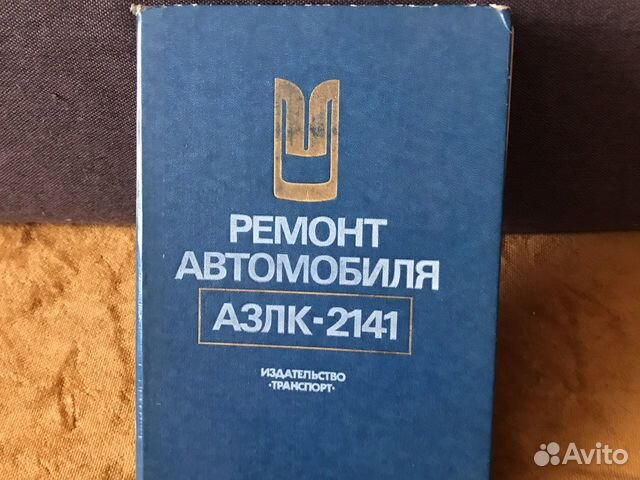 РЕМОНТ
АВТОМОБИЛЯ
АЗЛК-2141
ИЗДАТЕЛЬСТВО
·ТРАНСПОРТ·
Avito